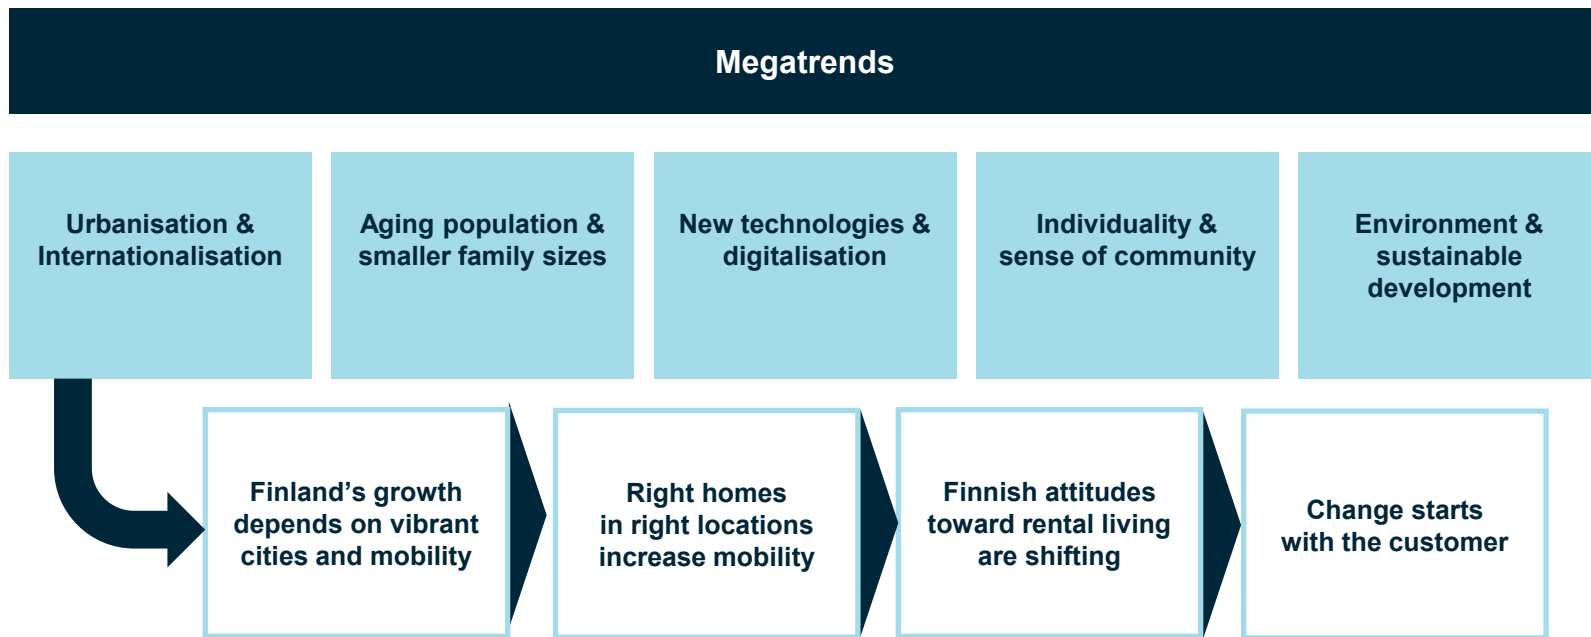 Megatrends
Urbanisation &
Internationalisation
Aging population &
smaller family sizes
New technologies &
digitalisation
Individuality &
sense of community
Environment &
sustainable
development
Finland’s growth
depends on vibrant
cities and mobility
Right homes
in right locations
increase mobility
Finnish attitudes
toward rental living
are shifting
Change starts
with the customer